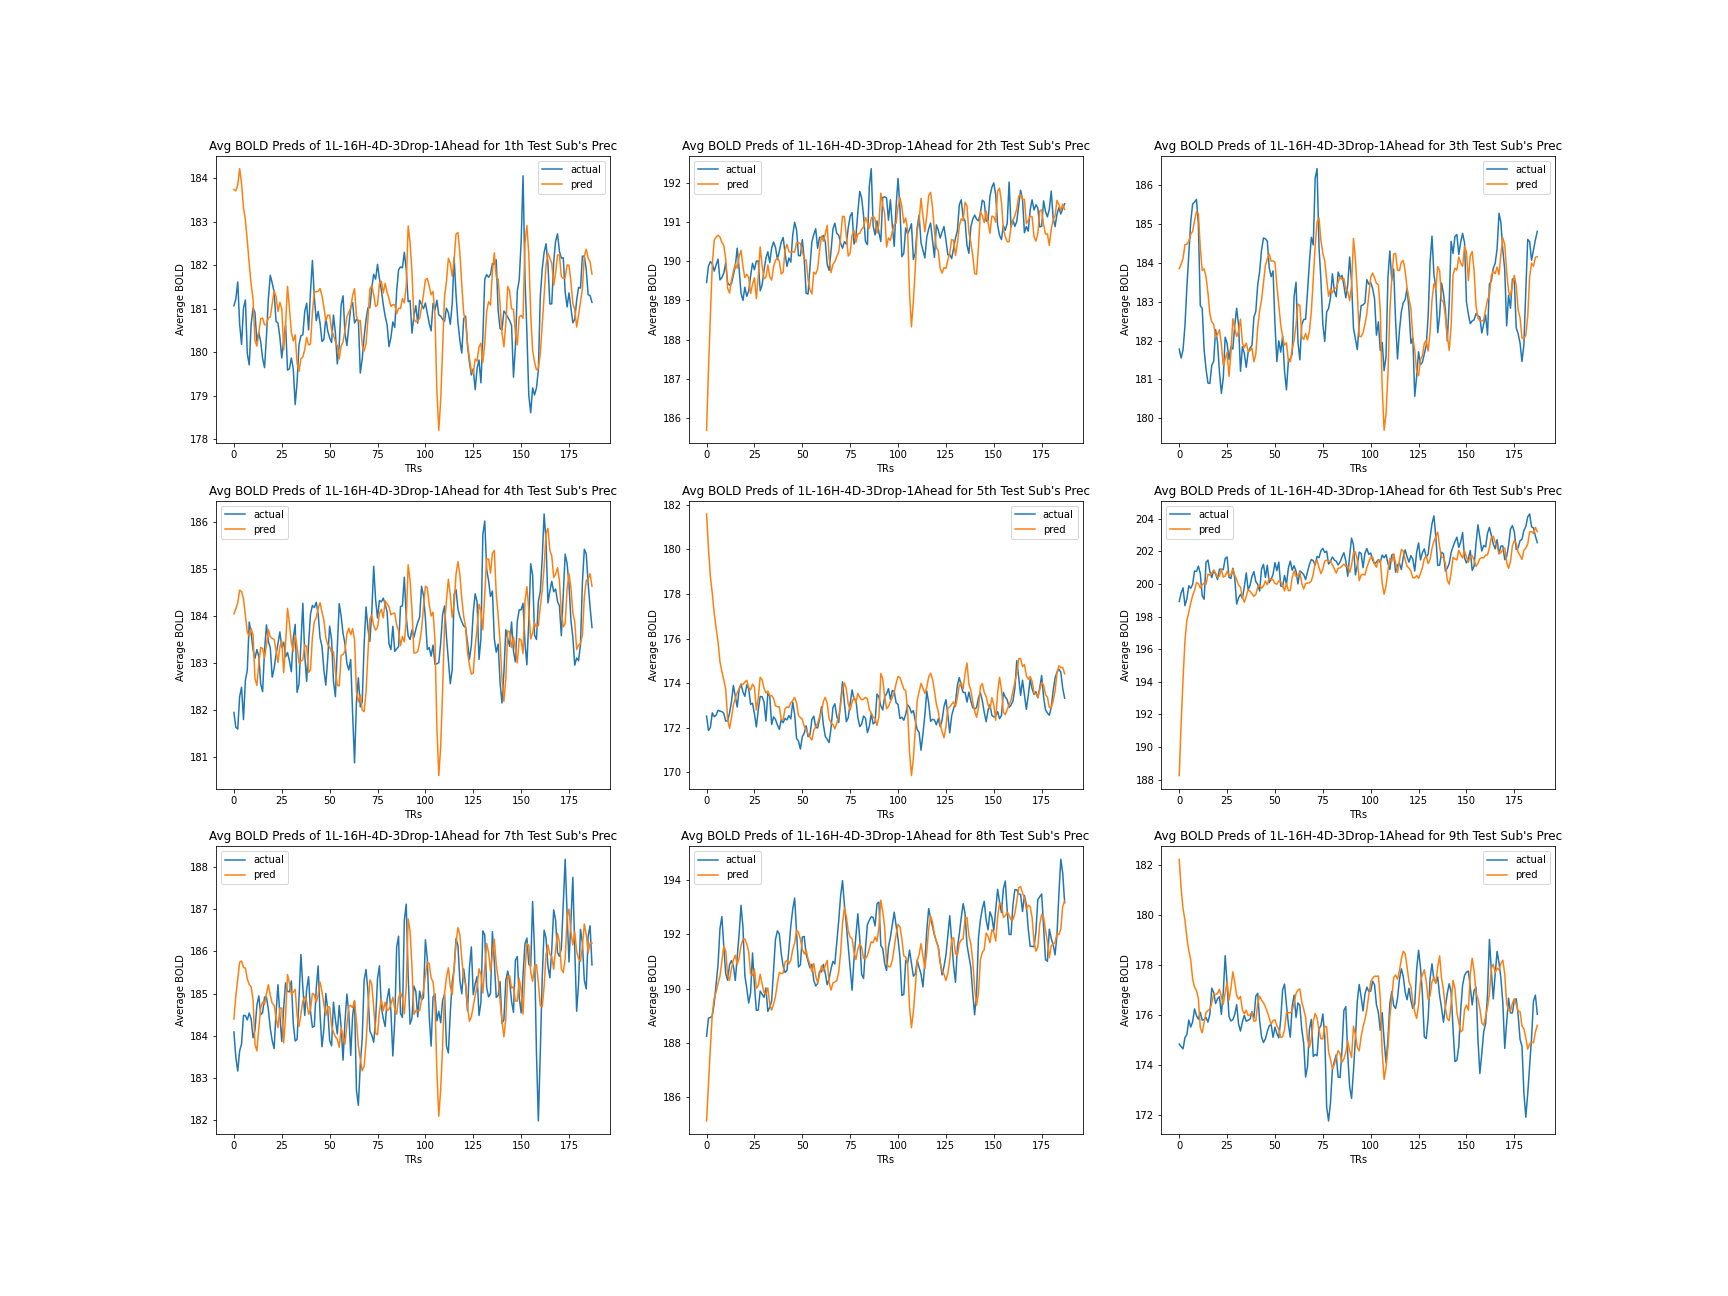 Avg BOLD Preds of 1L-16H-4D-3Drop-1Ahead for 1th Test Sub's Prec
Avg BOLD Preds of 1L-16H-4D-3Drop-1Ahead for 2th Test Sub's Prec
Avg BOLD Preds of 1L-16H-4D-3Drop-1Ahead for 3th Test Sub's Prec
actual
pred
actual
pred
actual
pred
184
183
182
181
180
179
178
Average BOLD
0 25 50 75 100 125 150 175
TRs
192
191
190
189
188
187
186
Average BOLD
0 25 50 75 100 125 150 175
TRs
186
185
184
183
182
181
180
Average BOLD
0 25 50 75 100 125 150 175
TRs
Avg BOLD Preds of 1L-16H-4D-3Drop-1Ahead for 4th Test Sub's Prec
Avg BOLD Preds of 1L-16H-4D-3Drop-1Ahead for 5th Test Sub's Prec
Avg BOLD Preds of 1L-16H-4D-3Drop-1Ahead for 6th Test Sub's Prec
actual
pred
actual
pred
actual
pred
186
185
184
183
182
181
Average BOLD
0 25 50 75 100 125 150 175
TRs
182
180
178
176
174
172
170
Average BOLD
0 25 50 75 100 125 150 175
TRs
204
202
200
198
196
194
192
190
188
Average BOLD
0 25 50 75 100 125 150 175
TRs
Avg BOLD Preds of 1L-16H-4D-3Drop-1Ahead for 7th Test Sub's Prec
Avg BOLD Preds of 1L-16H-4D-3Drop-1Ahead for 8th Test Sub's Prec
Avg BOLD Preds of 1L-16H-4D-3Drop-1Ahead for 9th Test Sub's Prec
actual
pred
actual
pred
actual
pred
188
187
186
185
184
183
182
Average BOLD
0 25 50 75 100 125 150 175
TRs
194
192
190
188
186
Average BOLD
0 25 50 75 100 125 150 175
TRs
182
180
178
176
174
172
Average BOLD
0 25 50 75 100 125 150 175
TRs